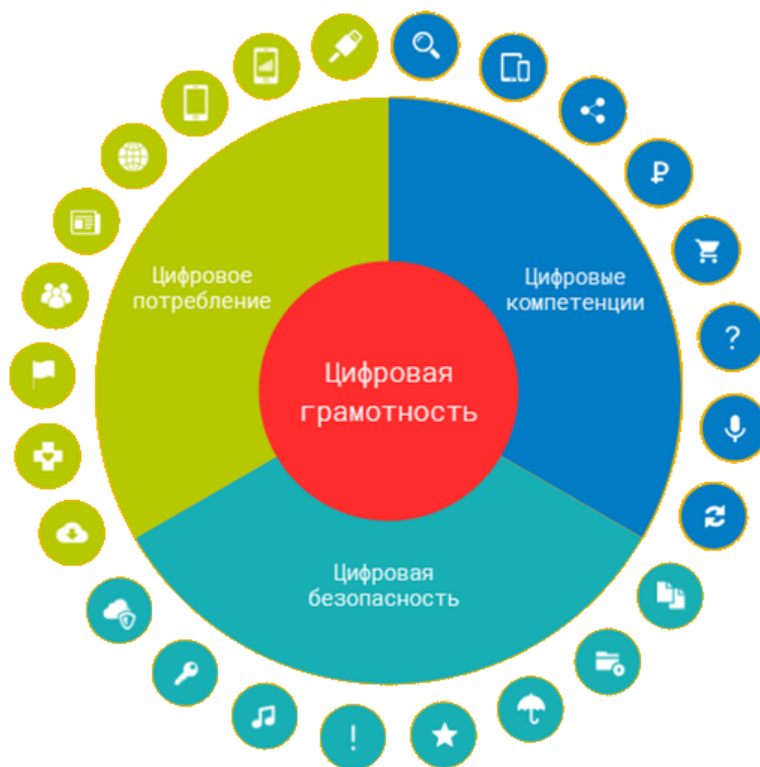 Цифровое
потребление
Цифровые
компетенции
Цифровая
грамотность
Цифровая
безопасность
₽
?
!